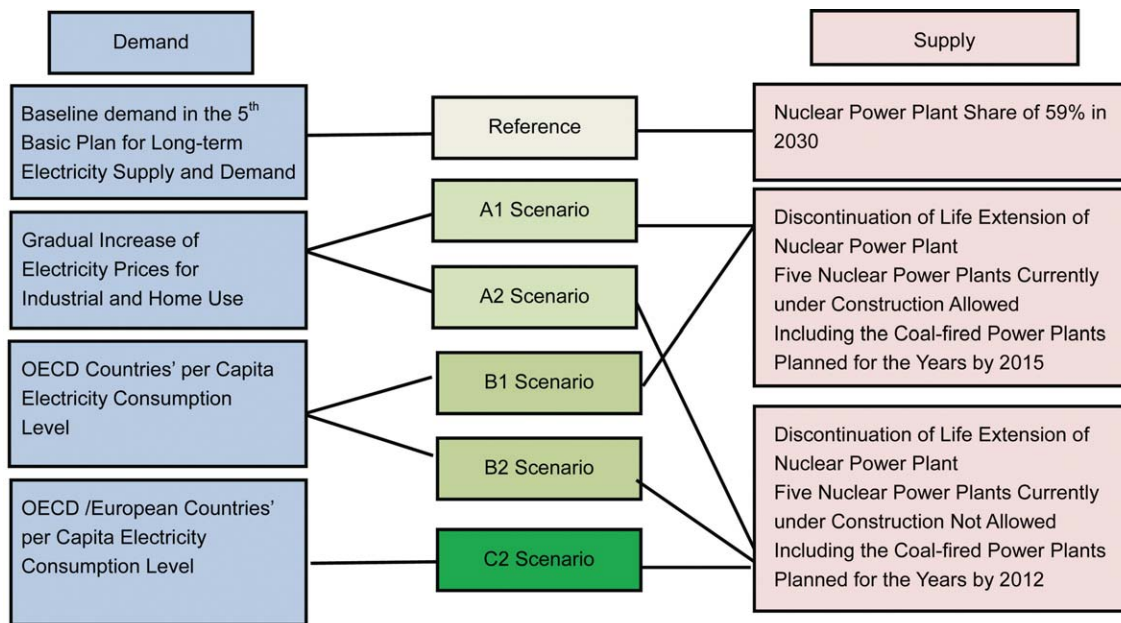 Demand
Supply
Baseline demand in the 5th
Basic Plan for Long-term
Electricity Supply and Demand
Reference
Nuclear Power Plant Share of 59% in
2030
Gradual Increase of
Electricity Prices for
Industrial and Home Use
A1 Scenario
A2 Scenario
Discontinuation of Life Extension of
Nuclear Power Plant
Five Nuclear Power Plants Currently
under Construction Allowed
Including the Coal-fired Power Plants
Planned for the Years by 2015
OECD Countries’ per Capita
Electricity Consumption
Level
B1 Scenario
B2 Scenario
Discontinuation of Life Extension of
Nuclear Power Plant
Five Nuclear Power Plants Currently
under Construction Not Allowed
Including the Coal-fired Power Plants
Planned for the Years by 2012
OECD /European Countries’
per Capita Electricity
Consumption Level
C2 Scenario